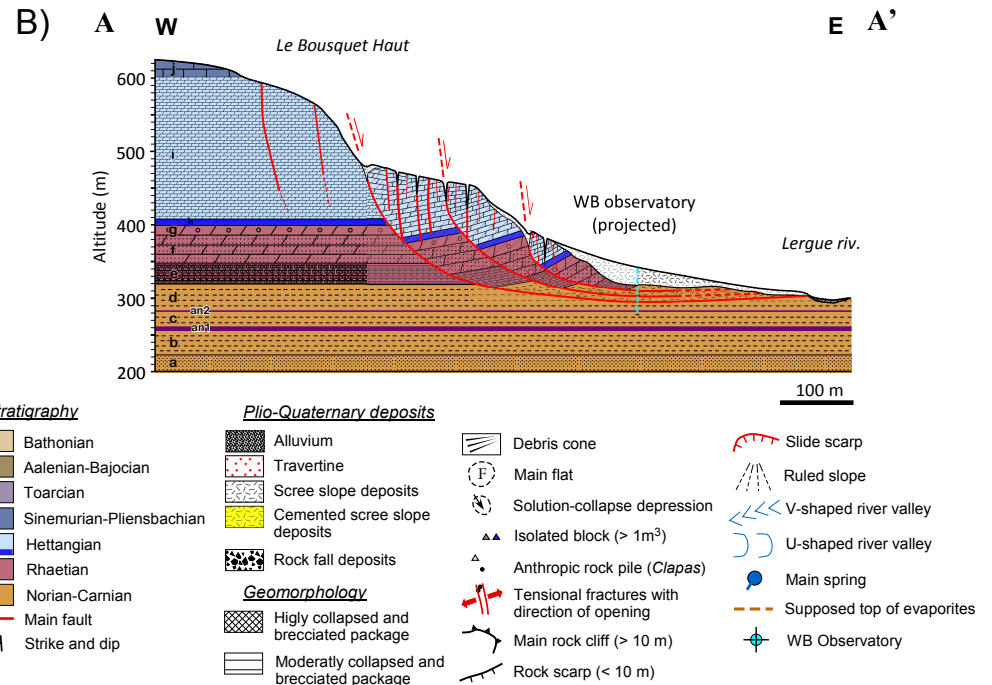 B)
A W
E A’
Le Bousquet Haut
WB observatory
(projected)
Lergue riv.
Altitude (m)
600
500
400
300
200
j
i
h
g
f
e
d
an2
c
an1
b
a
100 m
tratigraphy
Bathonian
Aalenian-Bajocian
Toarcian
Sinemurian-Pliensbachian
Hettangian
Rhaetian
Norian-Carnian
Main fault
Strike and dip
Plio-Quaternary deposits
Alluvium
Travertine
Scree slope deposits
Cemented scree slope
deposits
Rock fall deposits
Geomorphology
Higly collapsed and
brecciated package
Moderatly collapsed and
brecciated package
Debris cone
F
Main flat
Solution-collapse depression
Isolated block (> 1m³)
Anthropic rock pile (Clapas)
Tensional fractures with
direction of opening
Main rock cliff (> 10 m)
Rock scarp (< 10 m)
Slide scarp
Ruled slope
V-shaped river valley
U-shaped river valley
Main spring
Supposed top of evaporites
WB Observatory